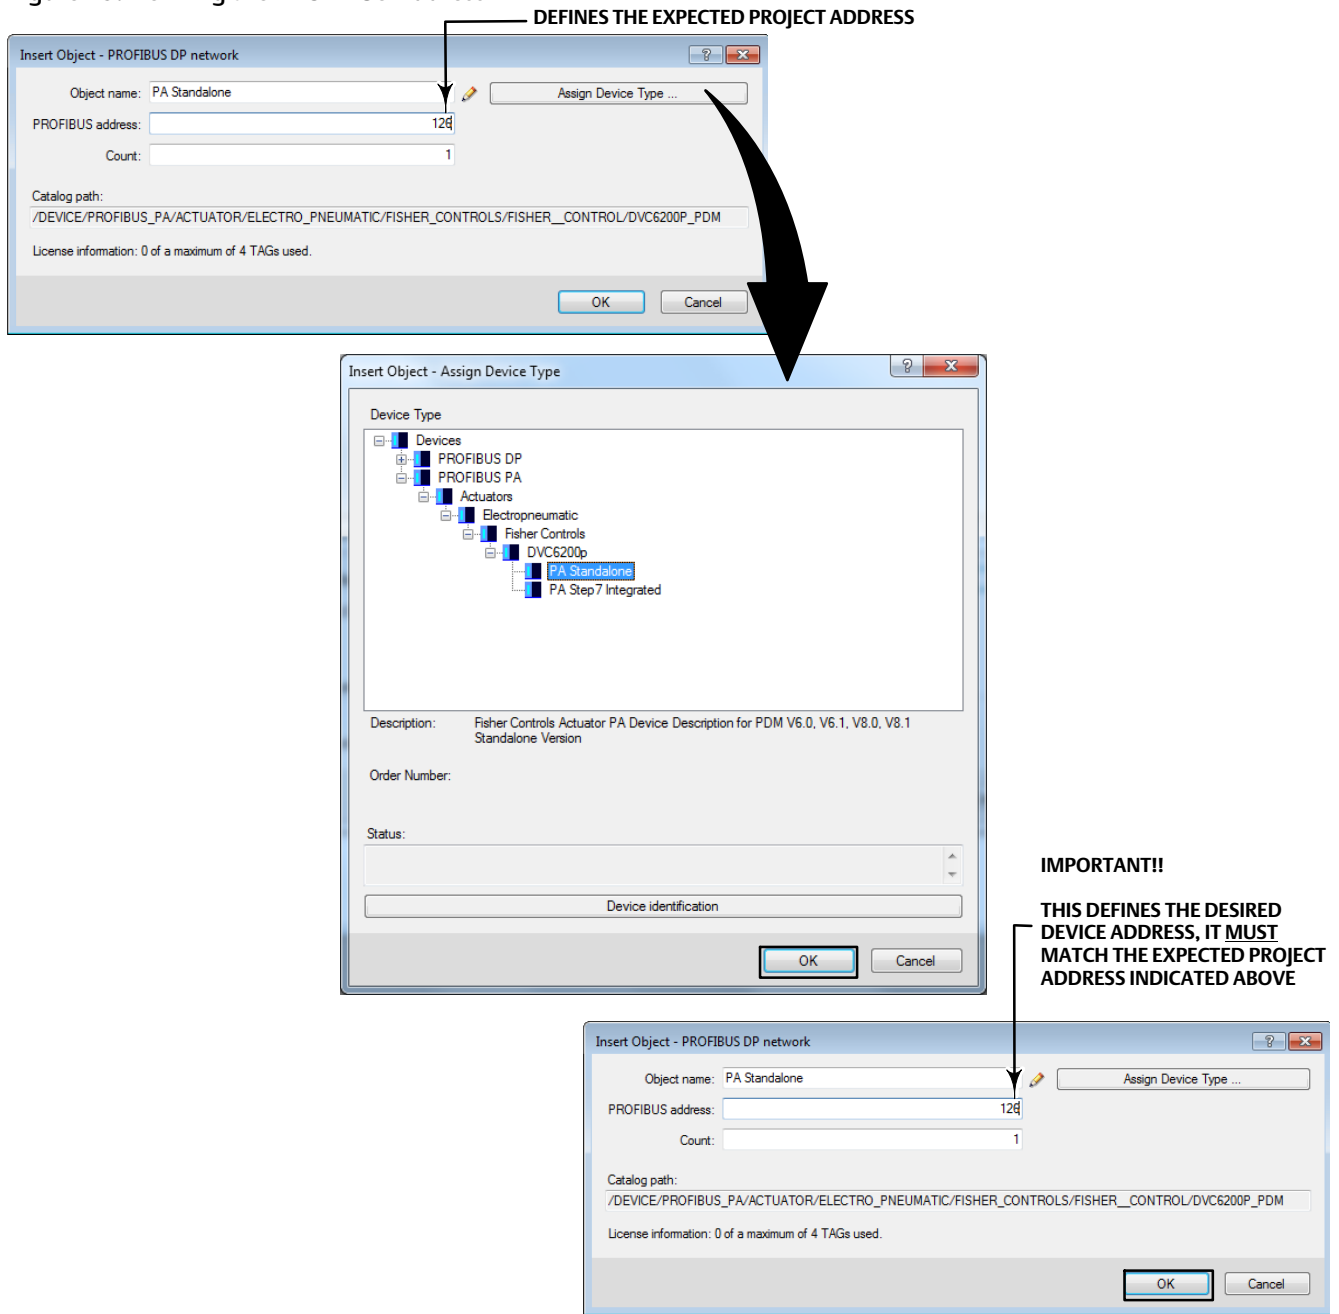 DEFINES THE EXPECTED PROJECT ADDRESS
Insert Object - PROFIBUS DP network
Object name: PA Standalone
Assign Device Type ...
PROFIBUS address: 126
Count: 1
Catalog path:
/DEVICE/PROFIBUS_PA/ACTUATOR/ELECTRO_PNEUMATIC/FISHER_CONTROLS/FISHER__CONTROL/DVC6200P_PDM
License information: 0 of a maximum of 4 TAGs used.
OK Cancel
Insert Object - Assign Device Type
Device Type
Devices
PROFIBUS DP
PROFIBUS PA
Actuators
Electropneumatic
Fisher Controls
DVC6200p
PA Standalone
PA Step7 Integrated
Description: Fisher Controls Actuator PA Device Description for PDM V6.0, V6.1, V8.0, V8.1
Standalone Version
Order Number:
Status:
Device identification
OK Cancel
IMPORTANT!!
THIS DEFINES THE DESIRED
DEVICE ADDRESS, IT MUST
MATCH THE EXPECTED PROJECT
ADDRESS INDICATED ABOVE
Insert Object - PROFIBUS DP network
Object name: PA Standalone
Assign Device Type ...
PROFIBUS address: 126
Count: 1
Catalog path:
/DEVICE/PROFIBUS_PA/ACTUATOR/ELECTRO_PNEUMATIC/FISHER_CONTROLS/FISHER__CONTROL/DVC6200P_PDM
License information: 0 of a maximum of 4 TAGs used.
OK Cancel